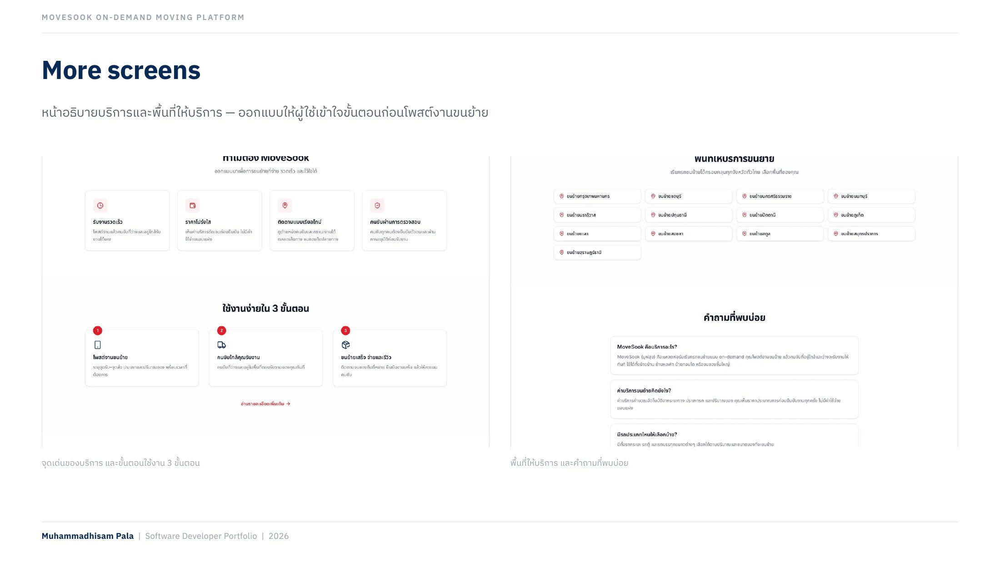 MOVESOOK ON-DEMAND MOVING PLATFORM
More screens
หน้าอธิบายบริการและพื้นที่ให้บริการ — ออกแบบให้ผู้ใช้เข้าใจขั้นตอนก่อนโพสต์งานขนย้าย
ทำไมต้อง MoveSook
ออกแบบมาเพื่อการขนย้ายที่ง่าย รวดเร็ว และไว้ใจได้
รับงานรวดเร็ว
โพสต์งานแล้วคนขับที่ว่างและอยู่ใกล้รับ
งานได้เลย
ราคาโปร่งใส
เห็นค่าบริการชัดเจนก่อนยืนยัน ไม่มีค่า
ใช้จ่ายแอบแฝง
ติดตามแบบเรียลไทม์
ดูตำแหน่งคนขับและสถานะงานได้
ตลอดเส้นทาง จนของถึงปลายทาง
คนขับผ่านการตรวจสอบ
คนขับทุกคนต้องยืนยันตัวตนและผ่าน
การอนุมัติก่อนรับงาน
ใช้งานง่ายใน 3 ขั้นตอน
1
โพสต์งานขนย้าย
ระบุจุดรับ–จุดส่ง ประเภทและปริมาณของ พร้อมเวลาที่
ต้องการ
2
คนขับใกล้คุณรับงาน
คนขับที่ว่างและอยู่ในพื้นที่ตอบรับงานของคุณทันที
3
ขนย้ายเสร็จ จ่ายและรีวิว
ติดตามจนของถึงที่หมาย ยืนยันงานเสร็จ แล้วให้คะแนน
คนขับ
อ่านรายละเอียดเพิ่มเติม →
จุดเด่นของบริการ และขั้นตอนใช้งาน 3 ขั้นตอน
พื้นที่ให้บริการขนย้าย
เรียกรถขนย้ายได้ครอบคลุมทุกจังหวัดทั่วไทย เลือกพื้นที่ของคุณ
ขนย้ายกรุงเทพมหานคร
ขนย้ายชลบุรี
ขนย้ายนครศรีธรรมราช
ขนย้ายนนทบุรี
ขนย้ายนราธิวาส
ขนย้ายปทุมธานี
ขนย้ายปัตตานี
ขนย้ายภูเก็ต
ขนย้ายยะลา
ขนย้ายสงขลา
ขนย้ายสตูล
ขนย้ายสมุทรปราการ
ขนย้ายสุราษฎร์ธานี
คำถามที่พบบ่อย
MoveSook คือบริการอะไร?
MoveSook (มูฟสุข) คือแพลตฟอร์มเรียกรถขนย้ายแบบ on-demand คุณโพสต์งานขนย้าย แล้วคนขับที่อยู่ใกล้และว่างจะรับงานให้
ทันที ใช้ได้ทั้งย้ายบ้าน ย้ายหอพัก ย้ายคอนโด หรือขนของชิ้นใหญ่
ค่าบริการขนย้ายคิดยังไง?
ค่าบริการคำนวณอัตโนมัติจากระยะทาง ประเภทรถ และปริมาณของ คุณเห็นราคาประมาณการก่อนยืนยันงานทุกครั้ง ไม่มีค่าใช้จ่าย
แอบแฝง
มีรถประเภทไหนให้เลือกบ้าง?
มีทั้งรถกระบะ รถตู้ และรถบรรทุกขนาดต่างๆ เลือกได้ตามปริมาณและขนาดของที่จะขนย้าย
พื้นที่ให้บริการ และคำถามที่พบบ่อย
Muhammadhisam Pala | Software Developer Portfolio | 2026